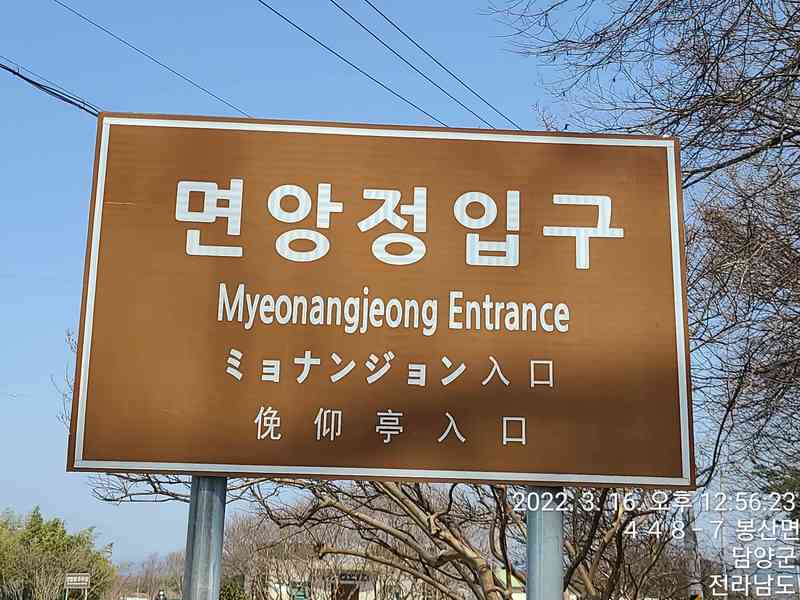 면앙정입구
Myeonangjeong Entrance
ミョナンジョン入口
俛仰亭入口
2022. 3. 16. 오후 12:56:23
448-7 봉산면
담양군
전라남도